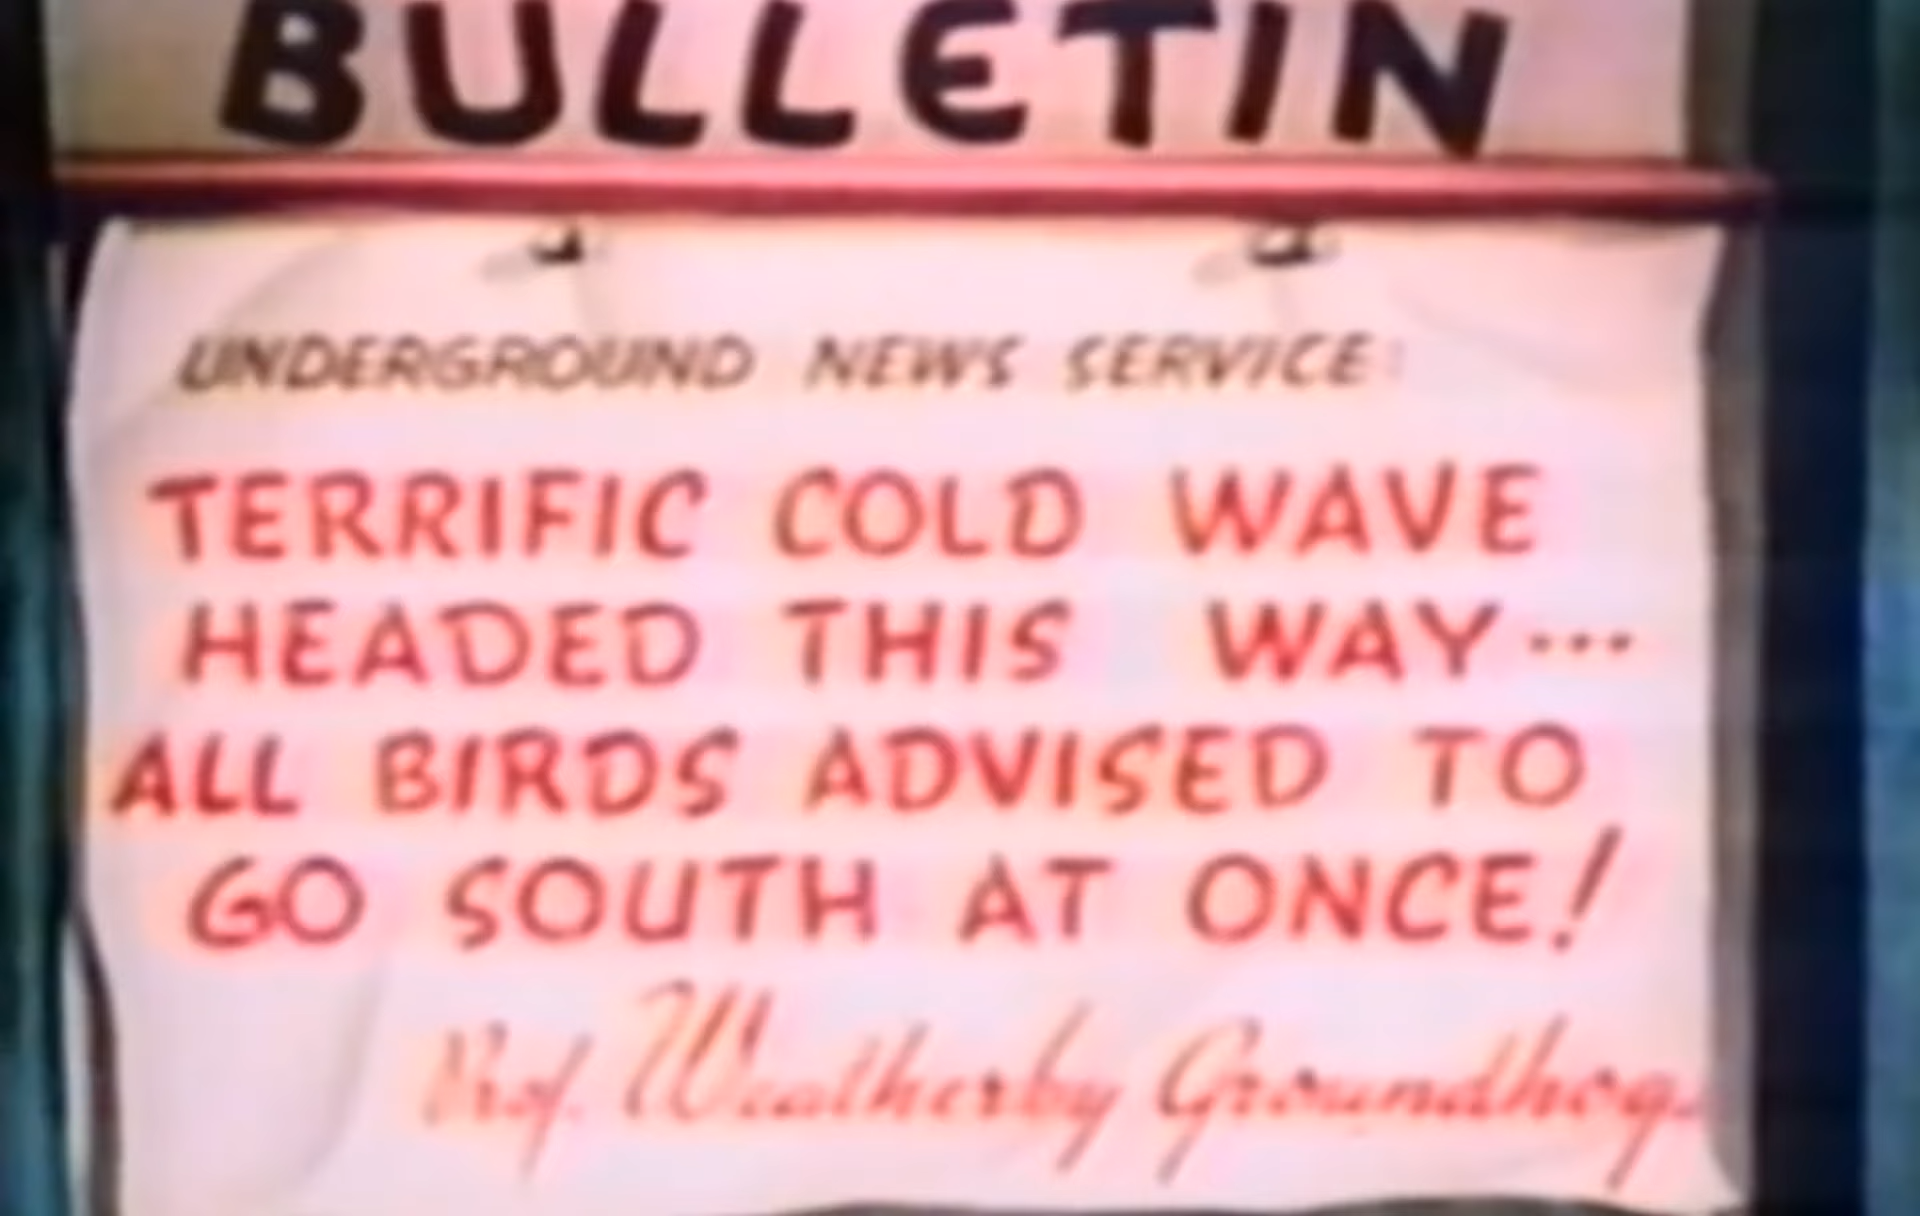 BULLETIN
UNDERGROUND NEWS SERVICE:
TERRIFIC COLD WAVE
HEADED THIS WAY...
ALL BIRDS ADVISED TO
GO SOUTH AT ONCE!
Prof. Weatherby Groundhog.